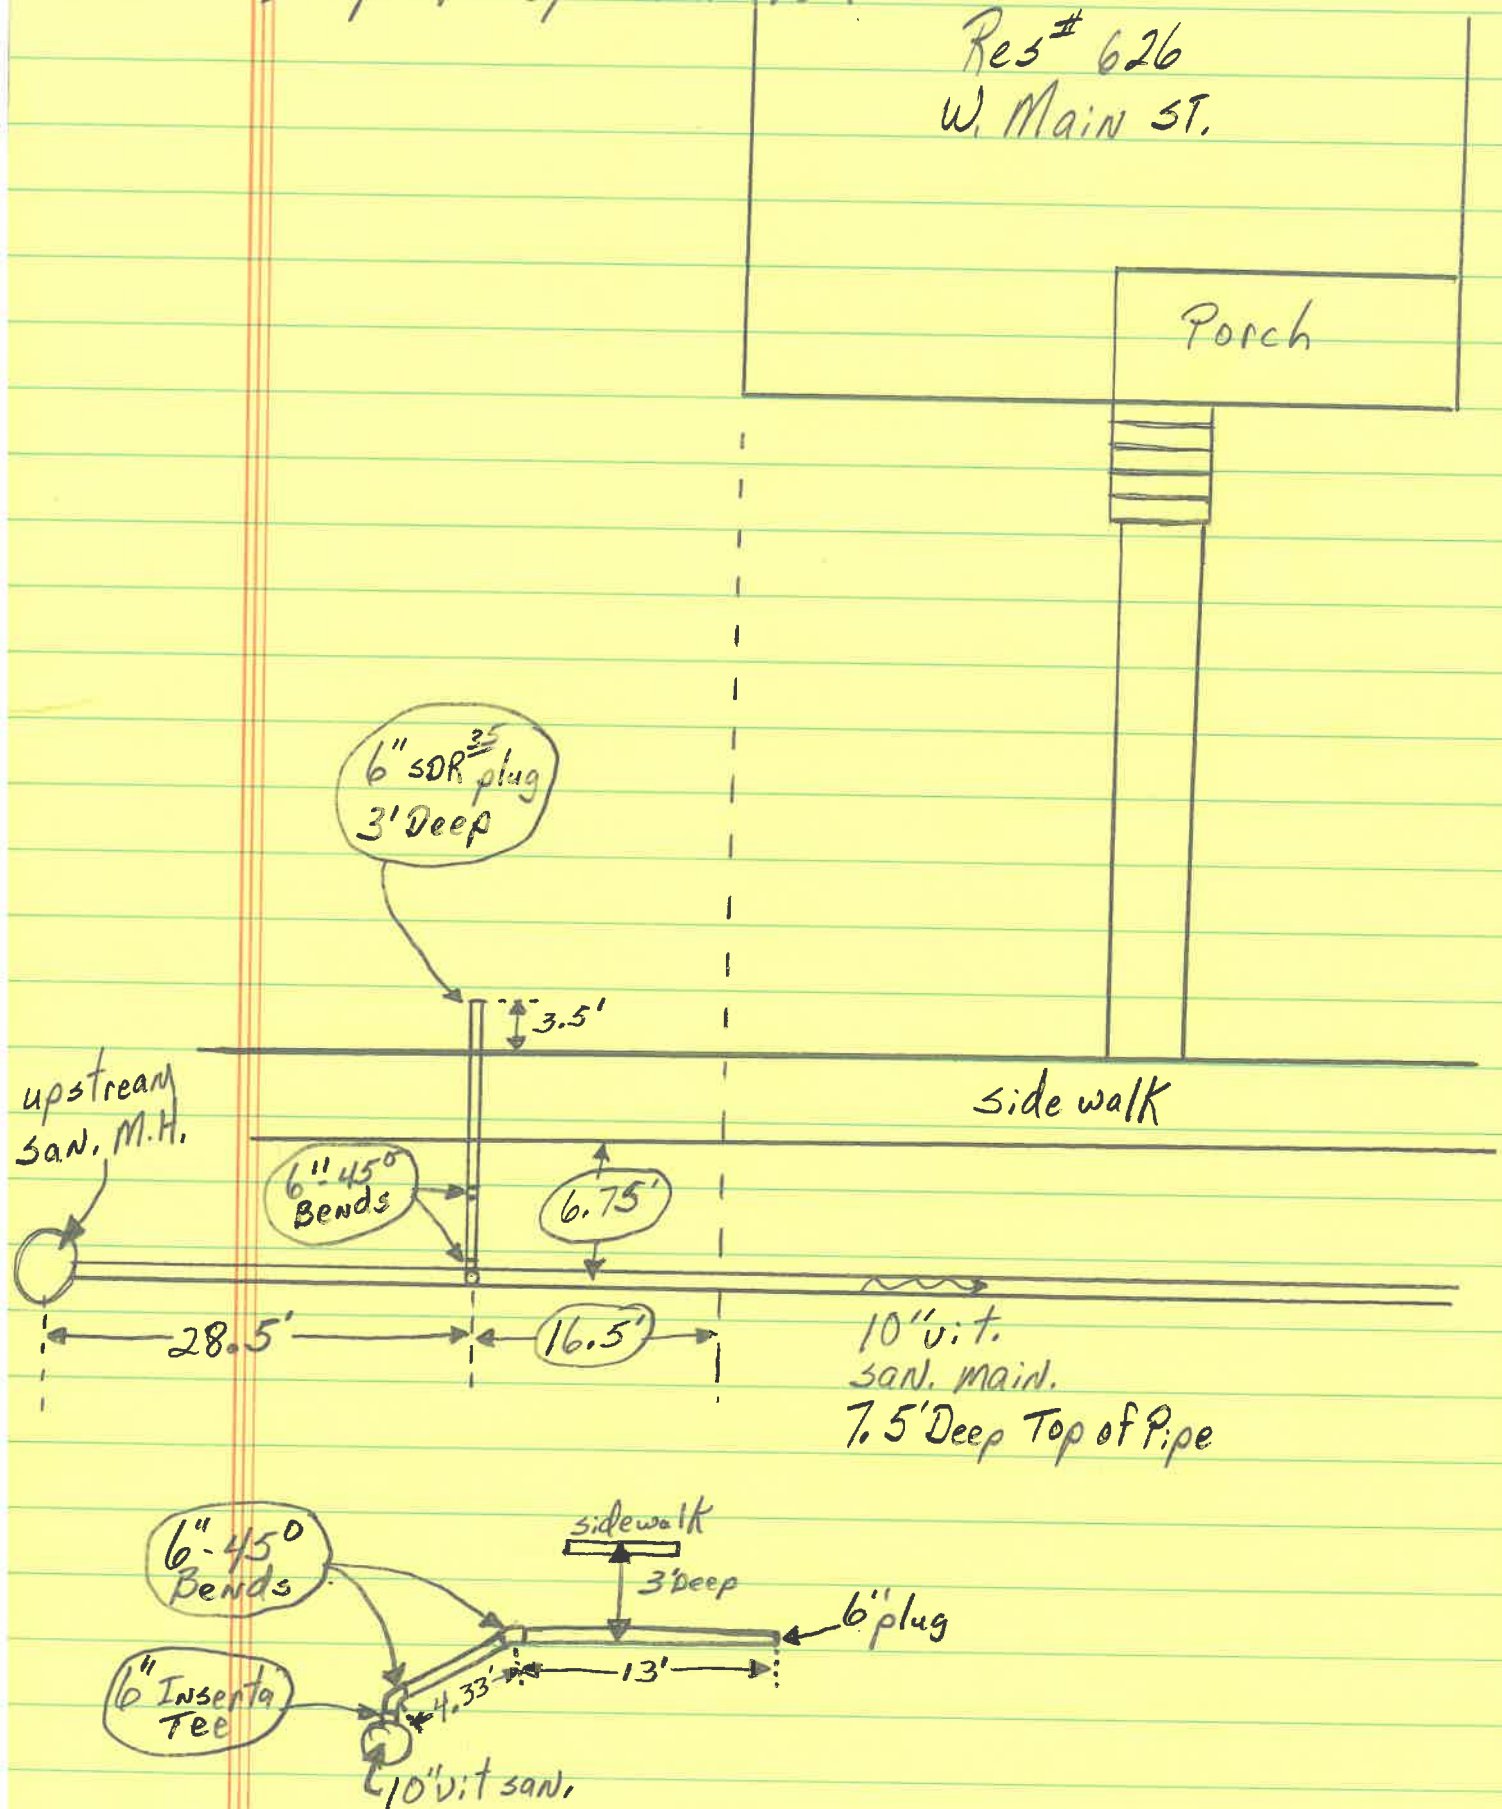 Res# 626
W. Main ST.
Porch
6" SDR 35 plug
3' Deep
3.5'
upstream
san. M.H.
side walk
6"-45°
Bends
6.75'
28.5'
16.5'
10" vit.
san. main.
7.5' Deep Top of Pipe
6"-45°
Bends
sidewalk
3' Deep
6" plug
13'
4.33'
6" Inserta
Tee
10" vit san.